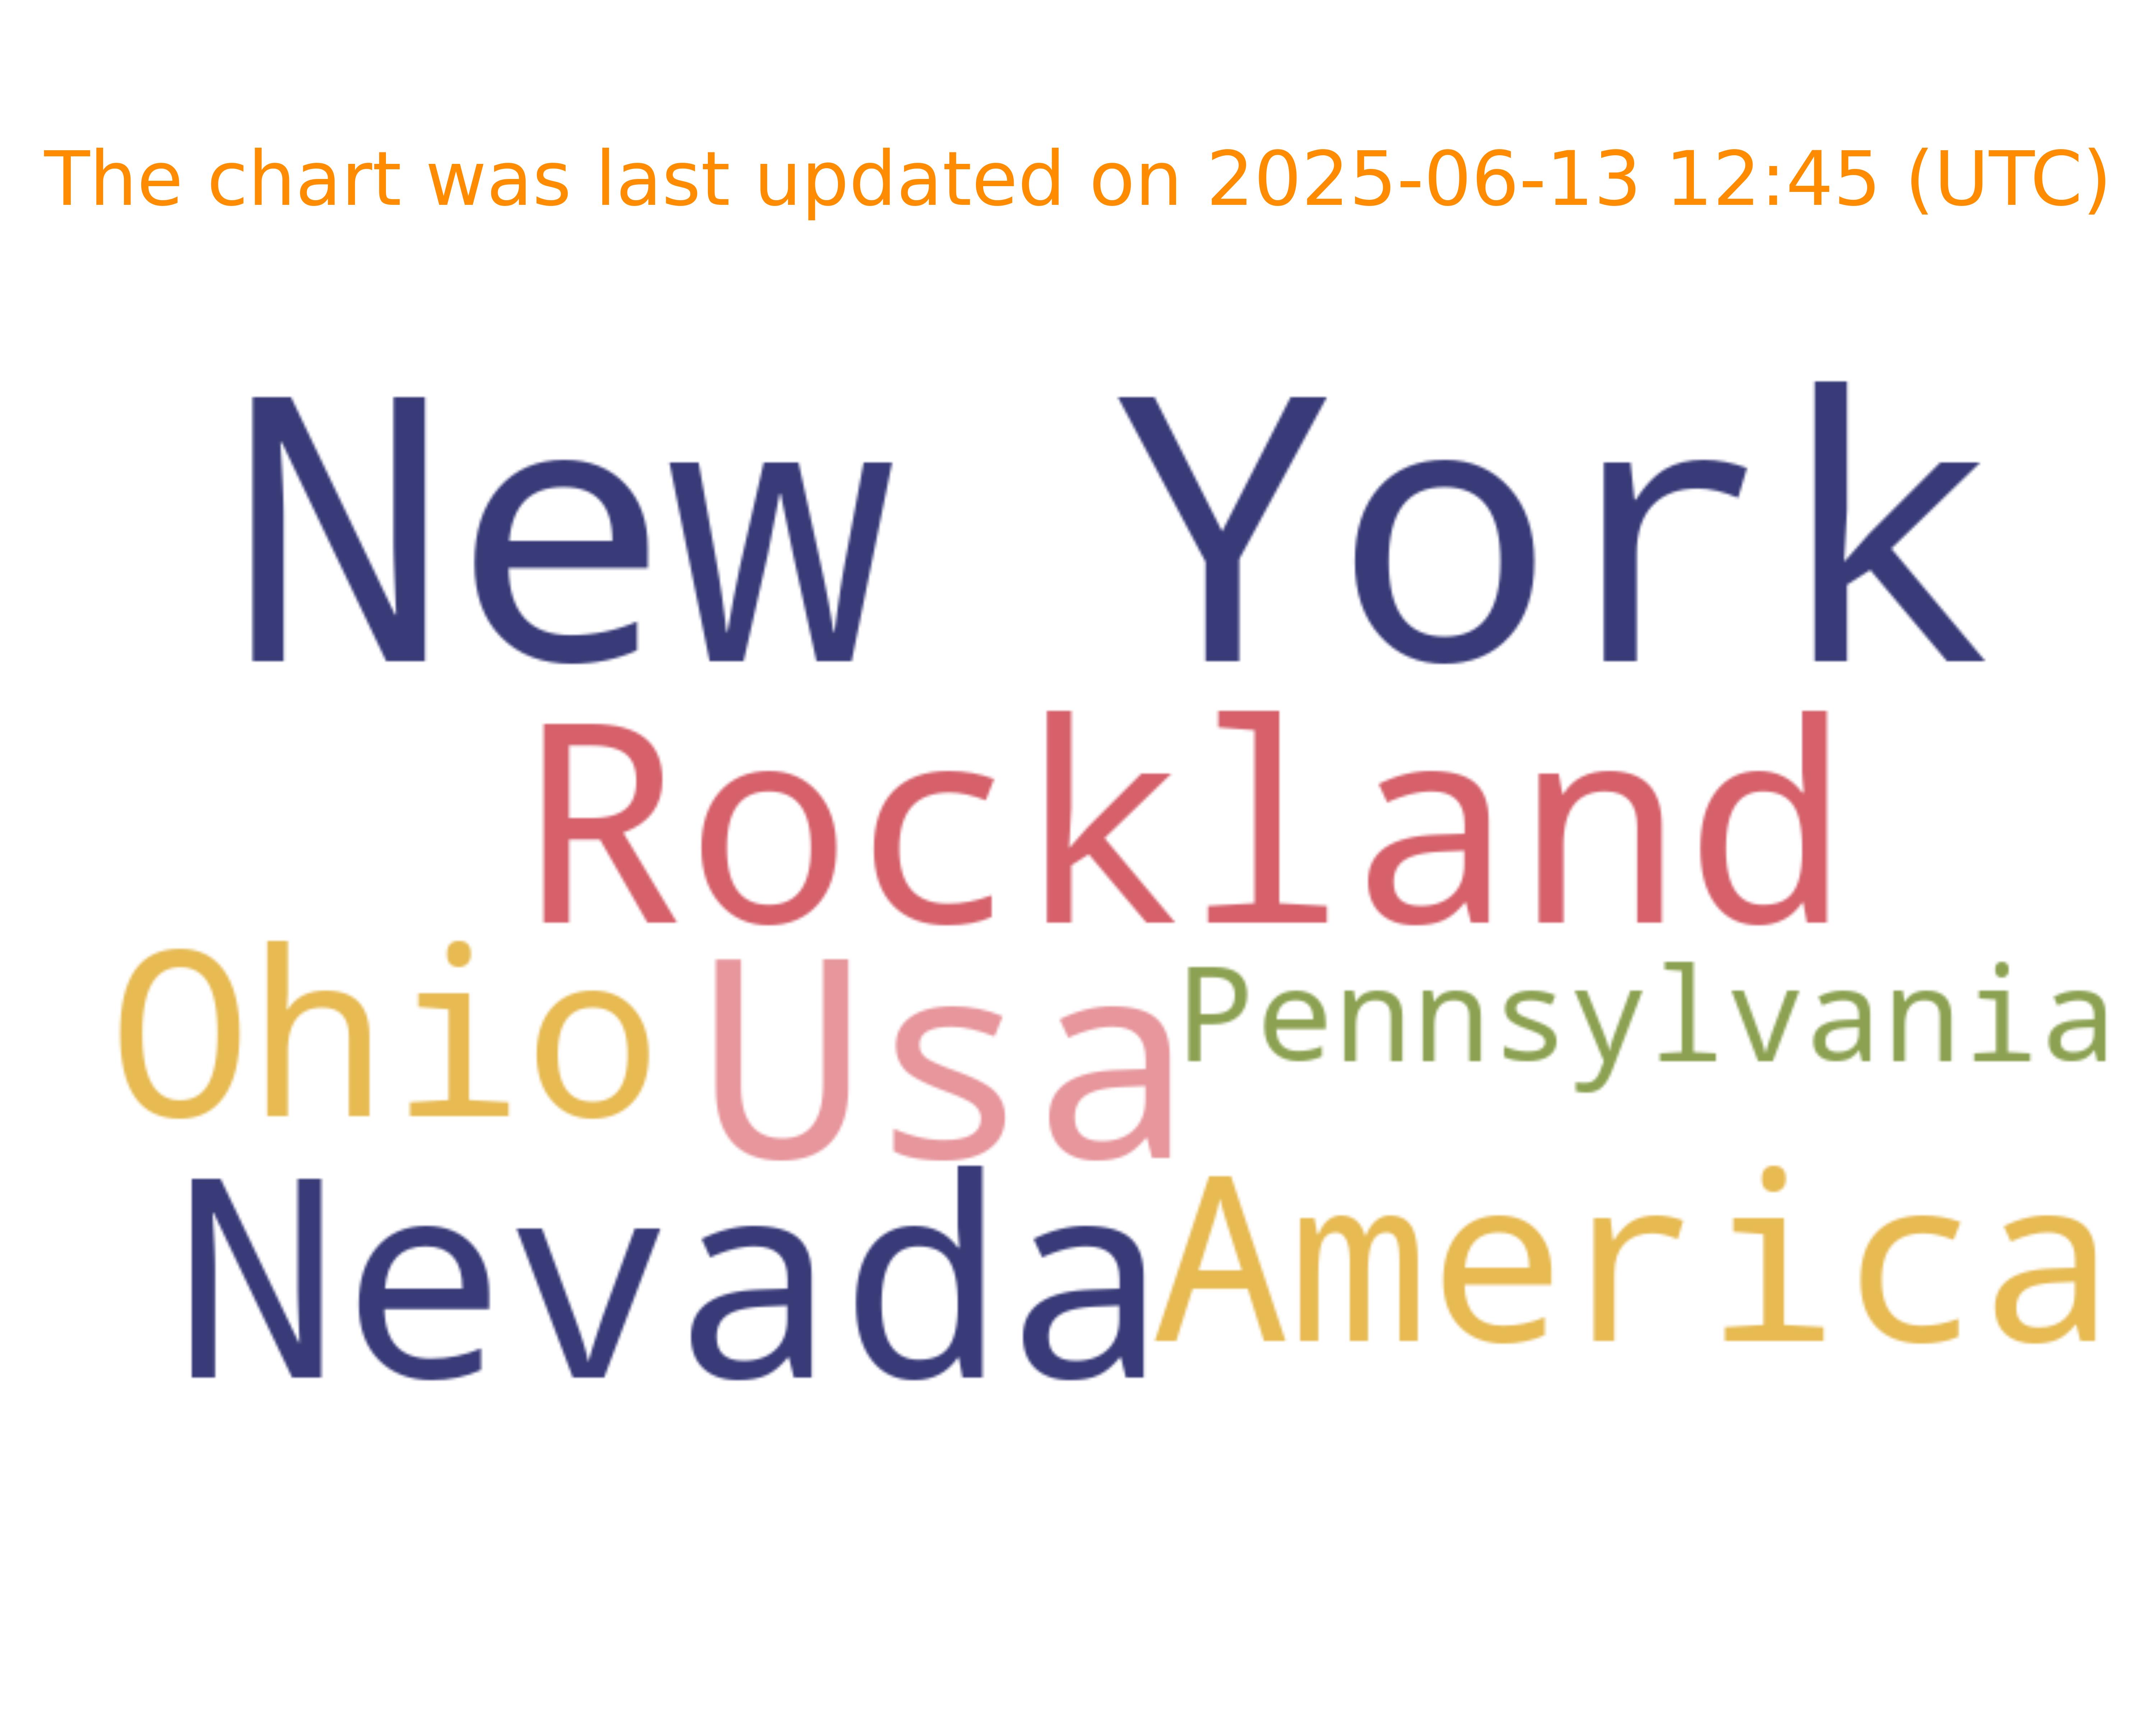 The chart was last updated on 2025-06-13 12:45 (UTC)
New York
Rockland
Ohio Usa Pennsylvania
Nevada America